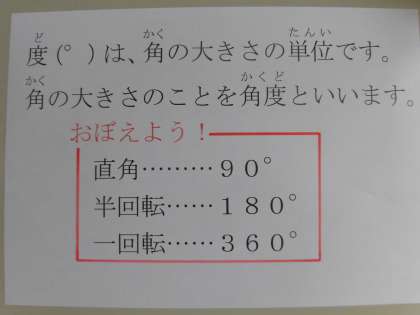 度(°)は、角の大きさの単位です。
角の大きさのことを角度といいます。
おぼえよう!
直角………90°
半回転……180°
一回転……360°